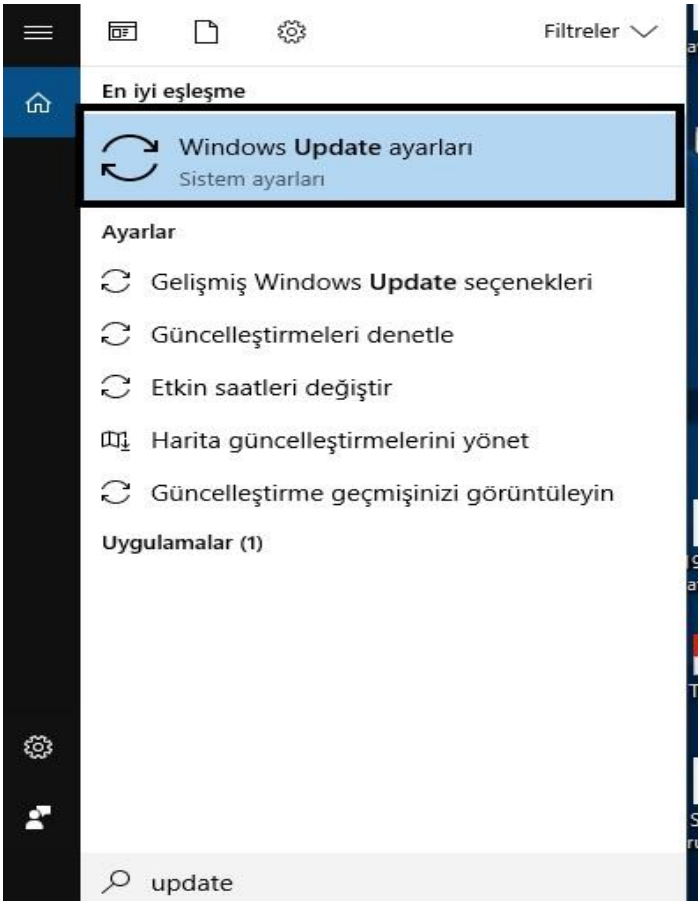 Filtreler
En iyi eşleşme
Windows Update ayarları
Sistem ayarları
Ayarlar
Gelişmiş Windows Update seçenekleri
Güncelleştirmeleri denetle
Etkin saatleri değiştir
Harita güncelleştirmelerini yönet
Güncelleştirme geçmişinizi görüntüleyin
Uygulamalar (1)
update